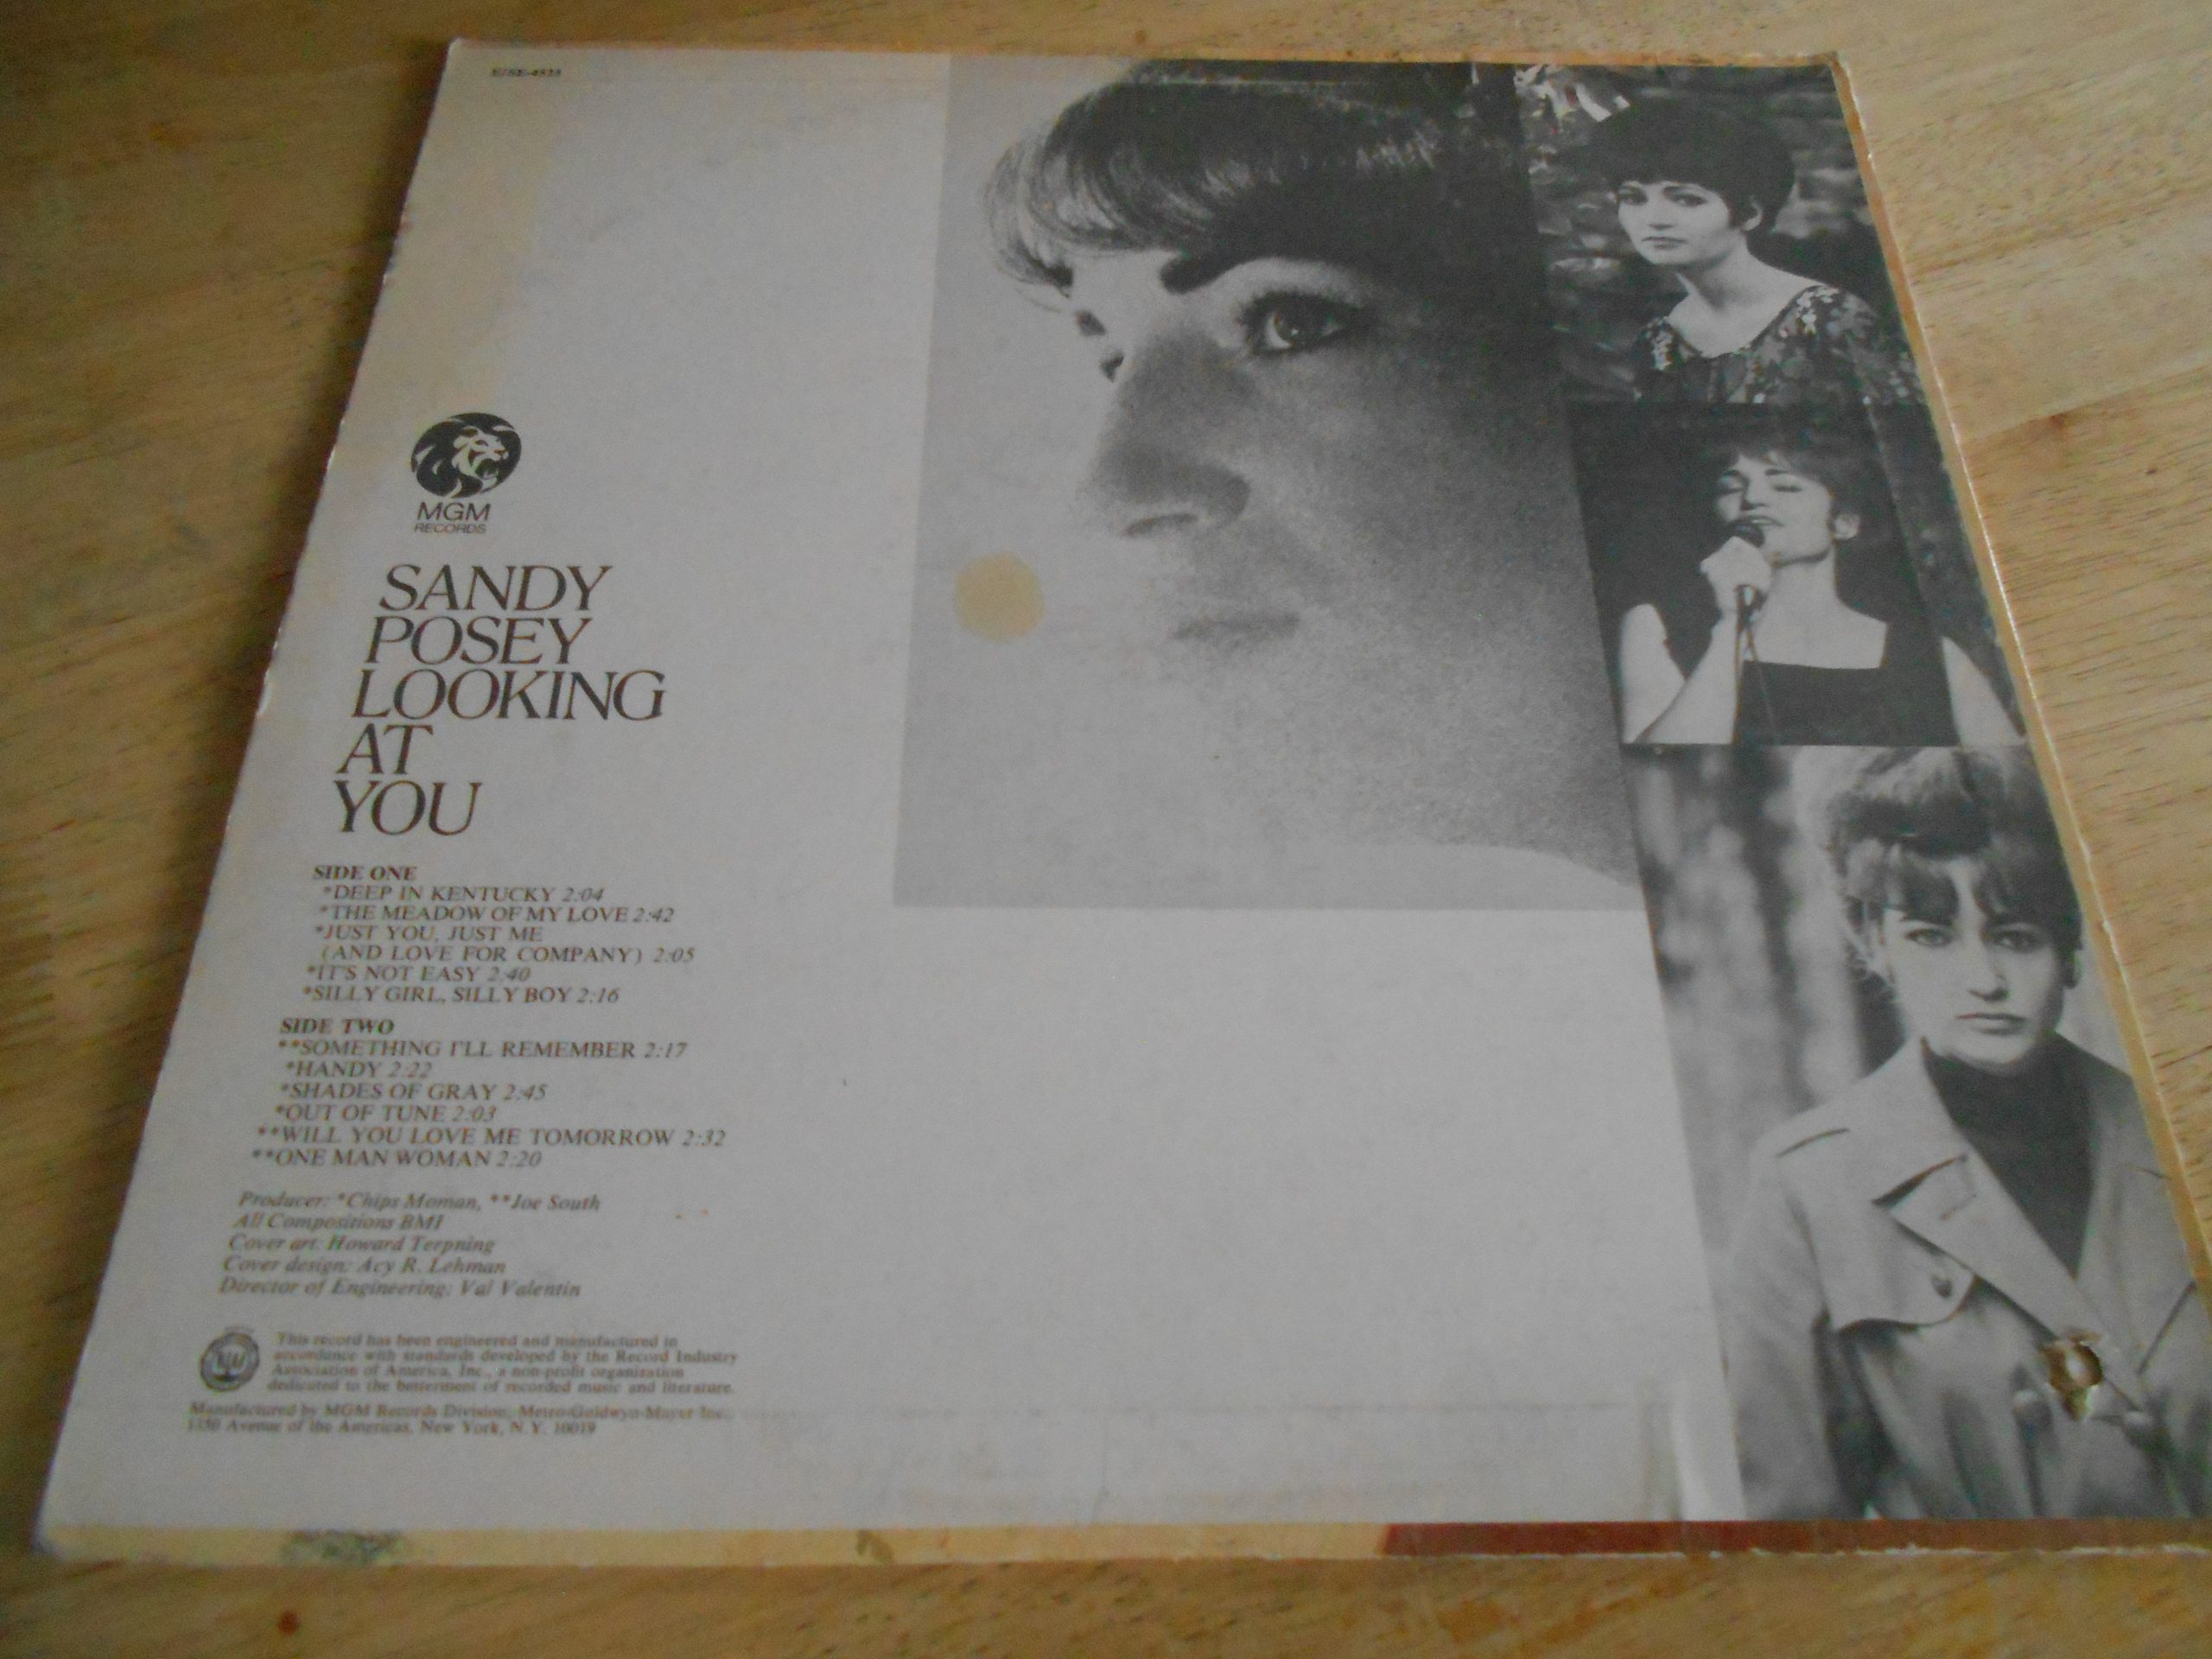 E/SE-4525
MGM
RECORDS
SANDY
POSEY
LOOKING
AT
YOU
SIDE ONE
*DEEP IN KENTUCKY 2:04
*THE MEADOW OF MY LOVE 2:42
*JUST YOU, JUST ME
(AND LOVE FOR COMPANY) 2:05
*IT'S NOT EASY 2:40
*SILLY GIRL, SILLY BOY 2:16
SIDE TWO
**SOMETHING I'LL REMEMBER 2:17
*HANDY 2:22
*SHADES OF GRAY 2:45
*OUT OF TUNE 2:03
**WILL YOU LOVE ME TOMORROW 2:32
**ONE MAN WOMAN 2:20
Producer: *Chips Moman, **Joe South
All Compositions BMI
Cover art: Howard Terpning
Cover design: Acy R. Lehman
Director of Engineering: Val Valentin
This record has been engineered and manufactured in
accordance with standards developed by the Record Industry
Association of America, Inc., a non-profit organization
dedicated to the betterment of recorded music and literature.
Manufactured by MGM Records Division, Metro-Goldwyn-Mayer Inc.
1350 Avenue of the Americas, New York, N.Y. 10019